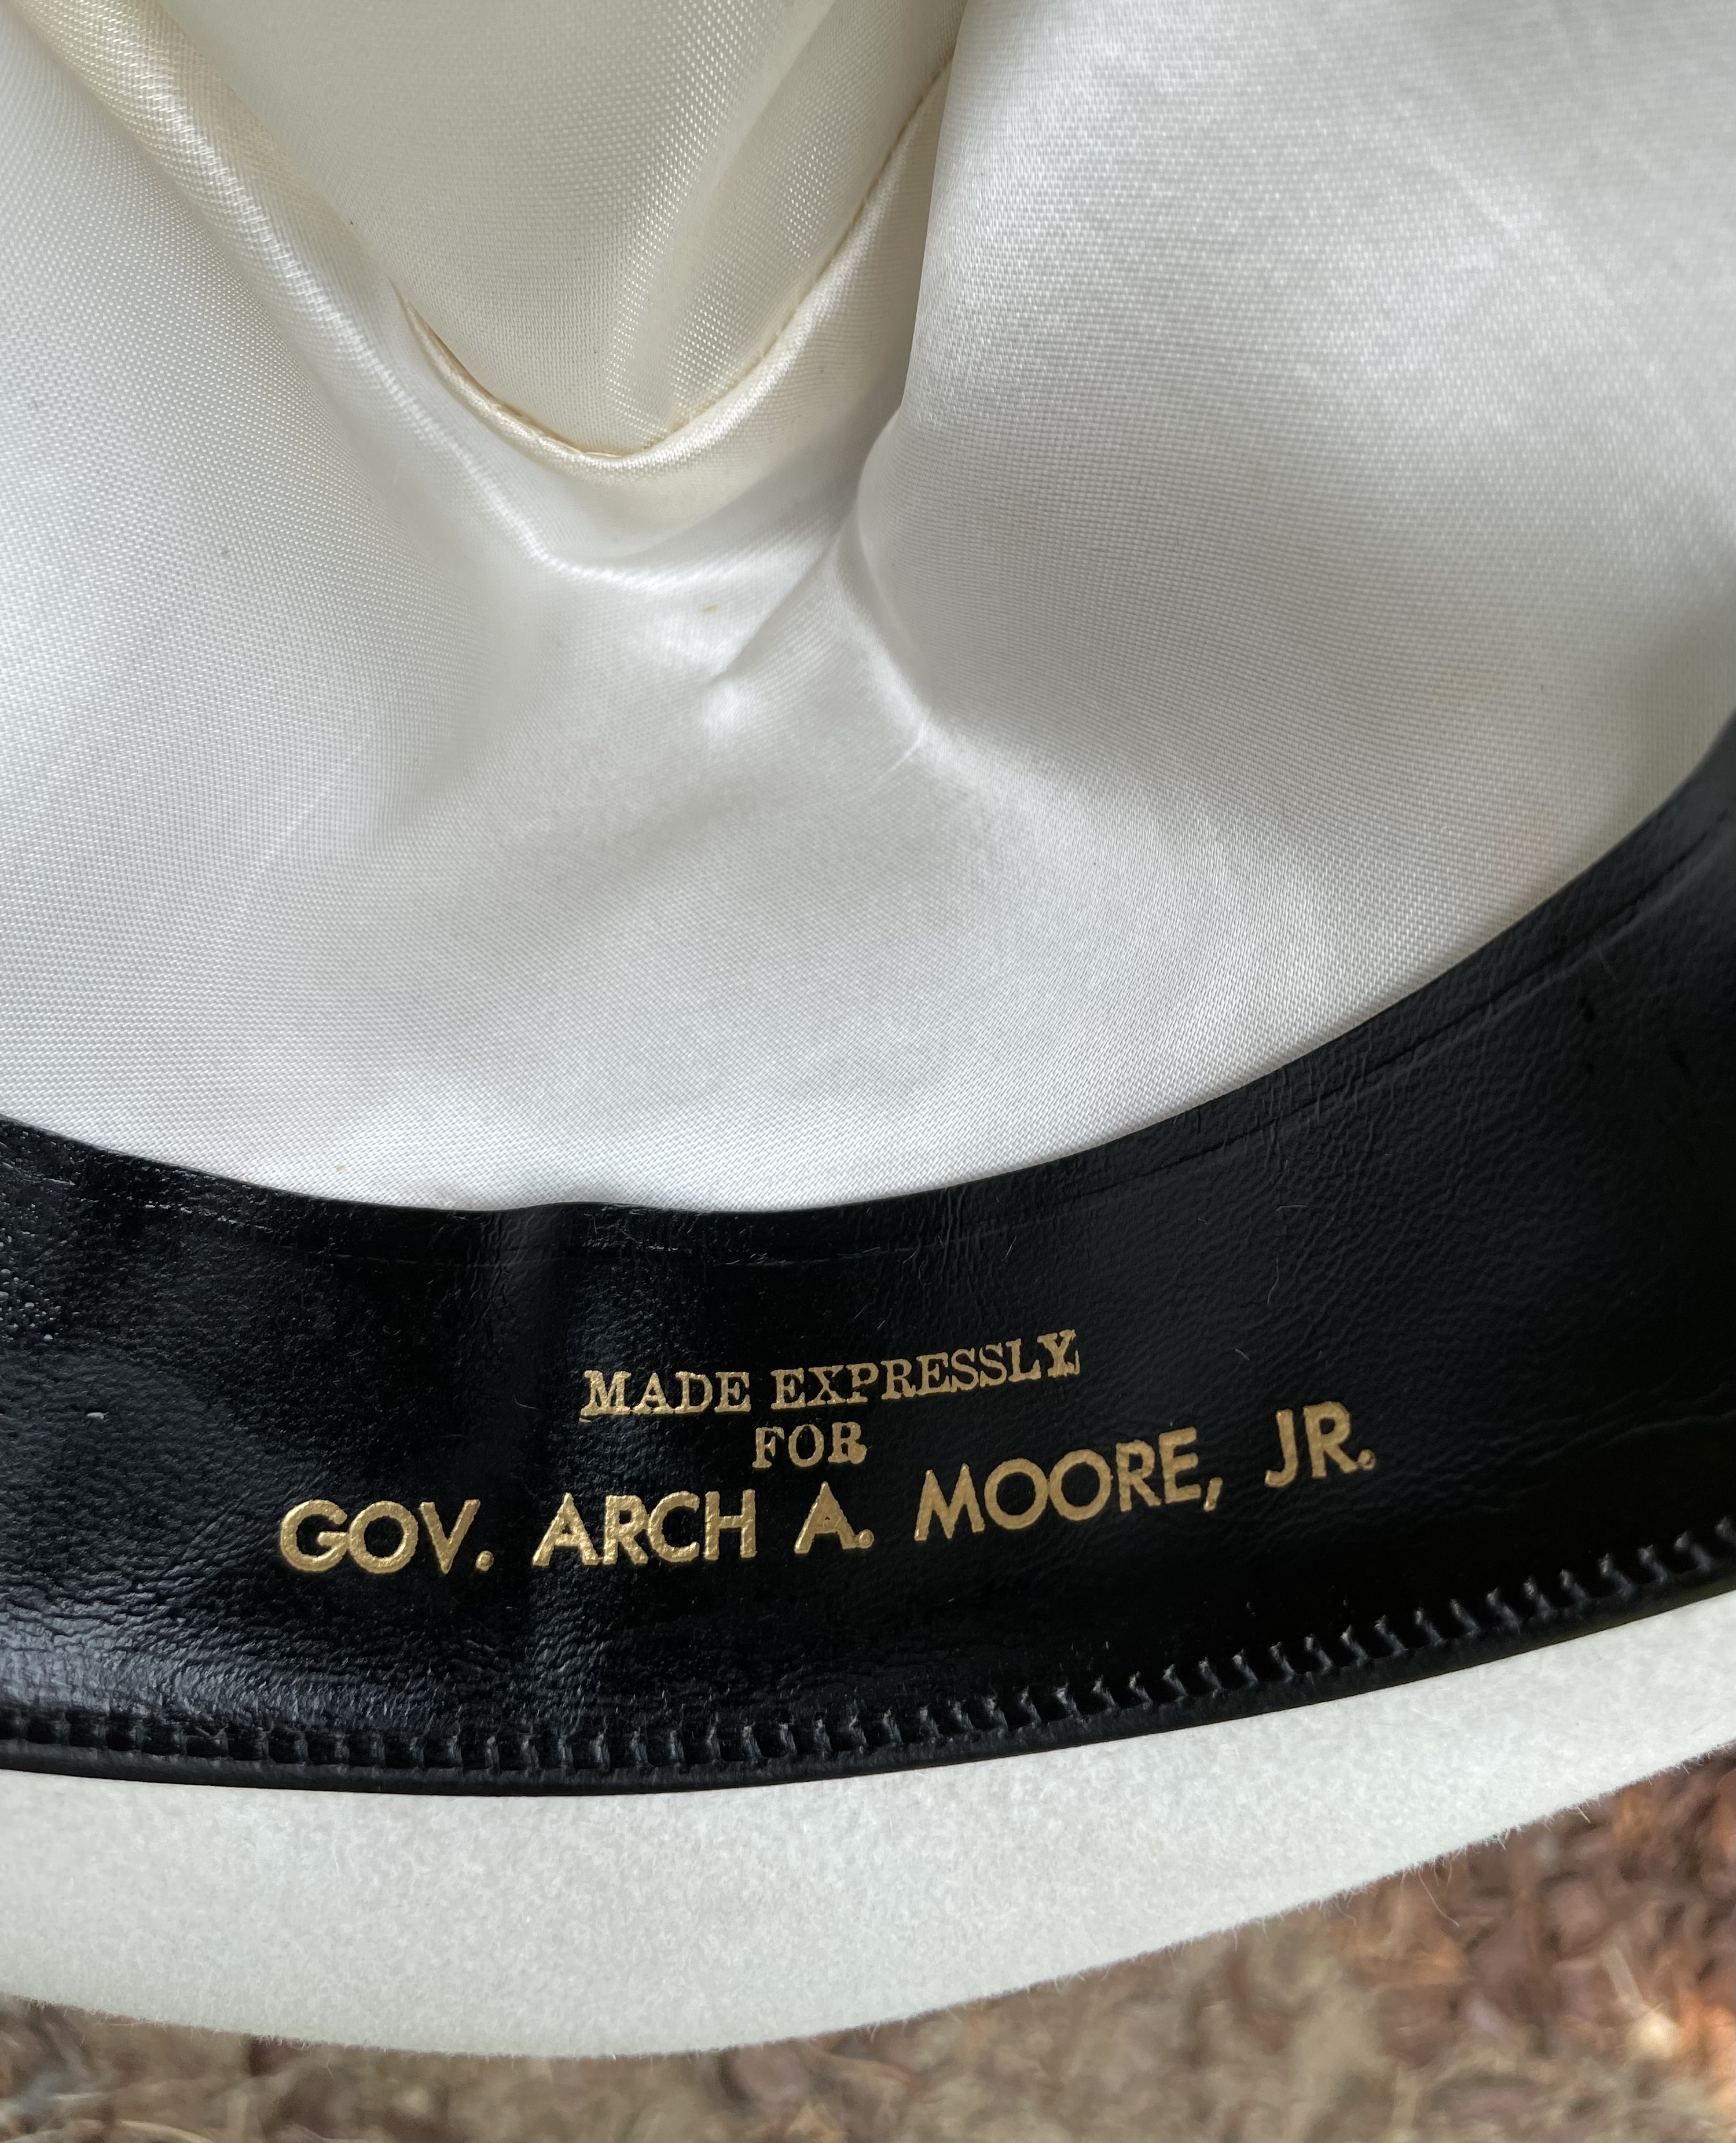 MADE EXPRESSLY
FOR
GOV. ARCH A. MOORE, JR.